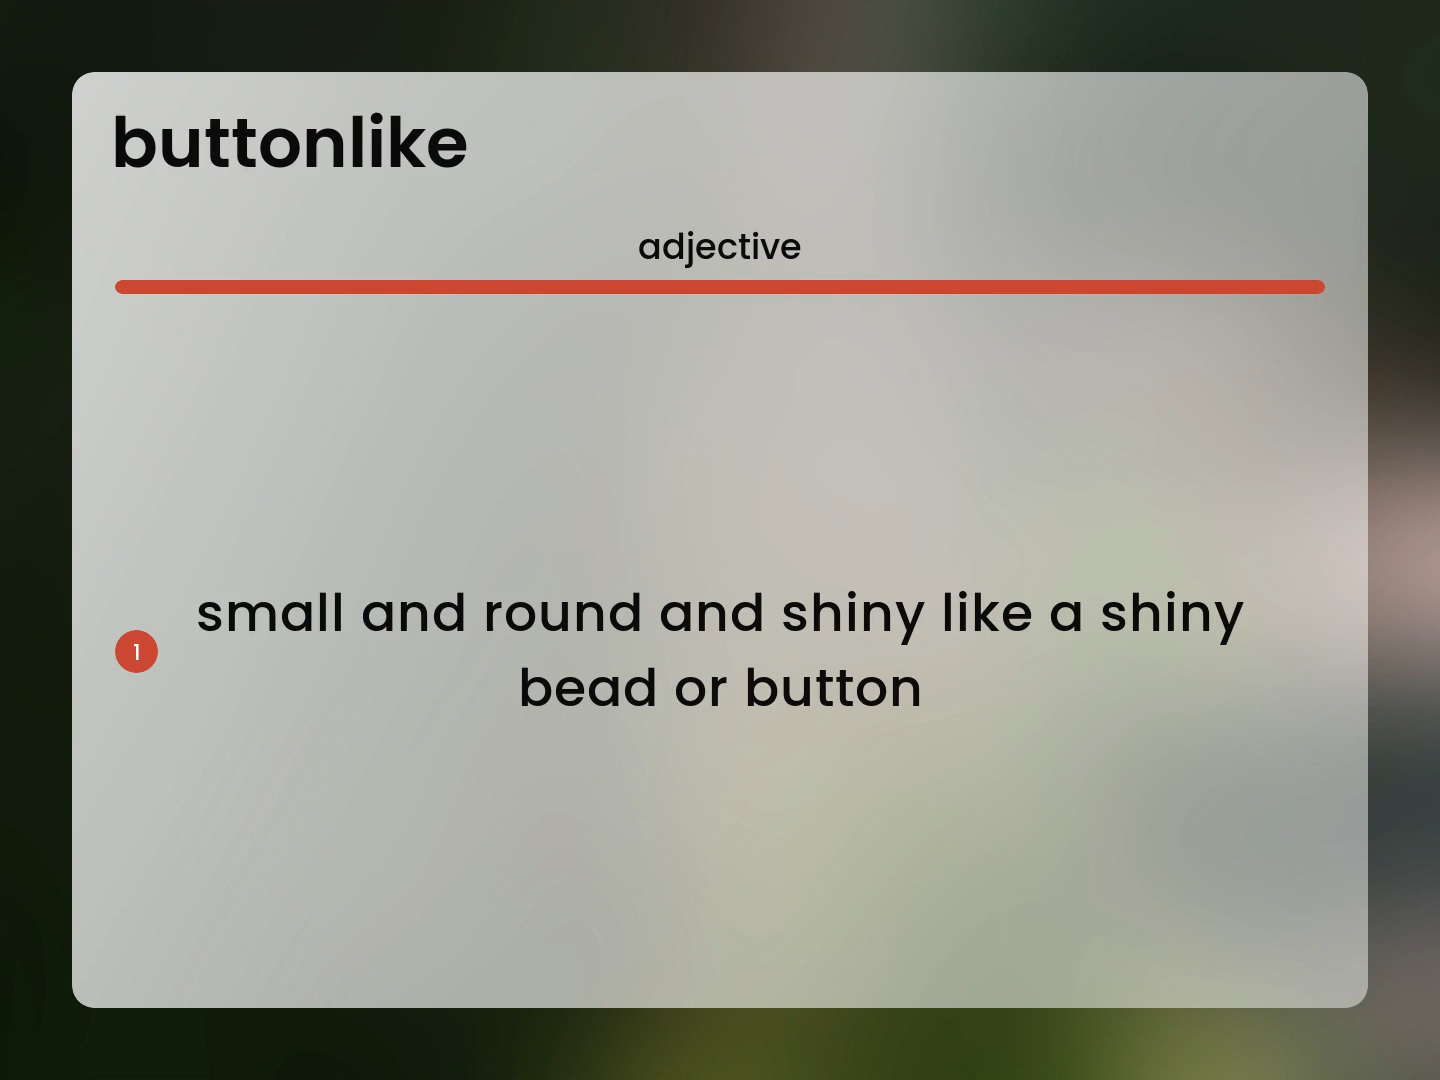 buttonlike
adjective
1
small and round and shiny like a shiny
bead or button